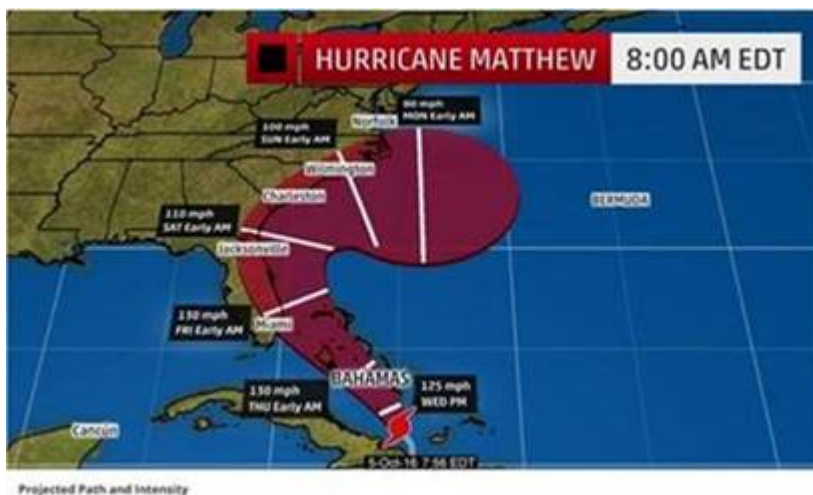 HURRICANE MATTHEW
8:00 AM EDT
80 mph
MON Early AM
Norfolk
100 mph
SUN Early AM
Wilmington
Charleston
BERMUDA
110 mph
SAT Early AM
Jacksonville
130 mph
FRI Early AM
Miami
BAHAMAS
130 mph
THU Early AM
125 mph
WED PM
Cancún
5-Oct-16 7:56 EDT
Projected Path and Intensity